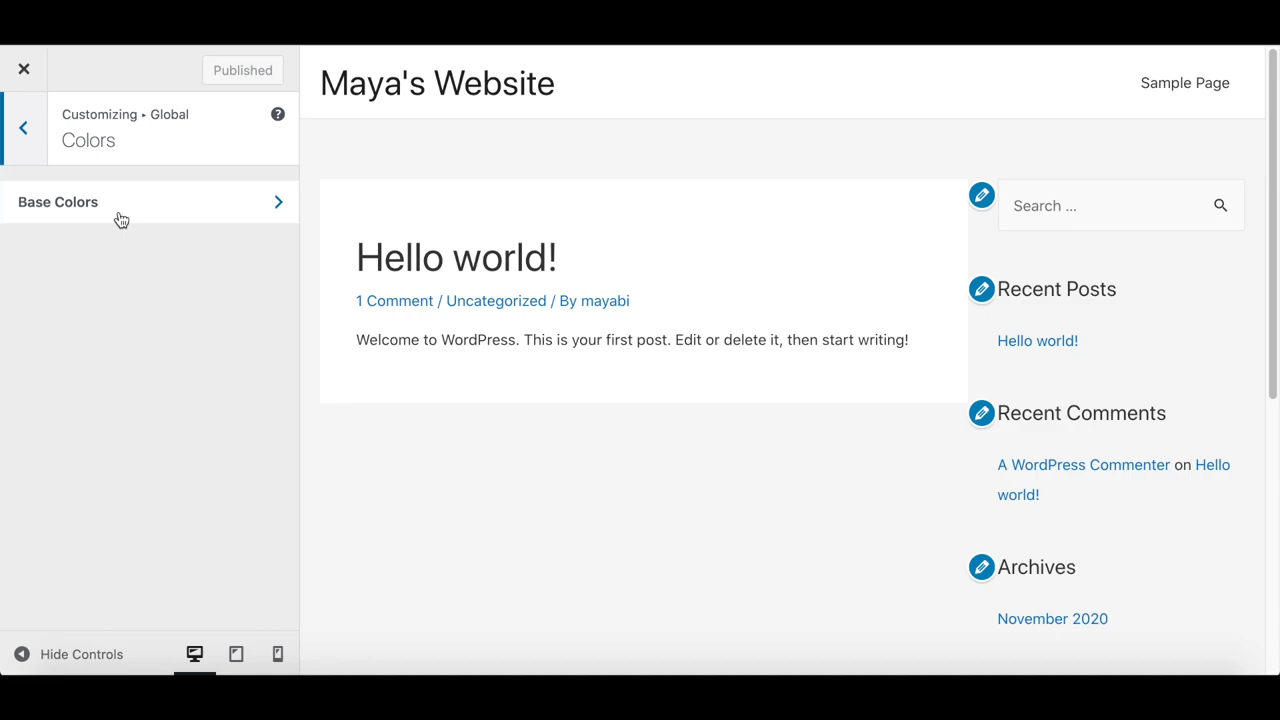 Published
Customizing ▸ Global
Colors
Base Colors
Hide Controls
Maya's Website
Sample Page
Hello world!
1 Comment / Uncategorized / By mayabi
Welcome to WordPress. This is your first post. Edit or delete it, then start writing!
Search ...
Recent Posts
Hello world!
Recent Comments
A WordPress Commenter on Hello
world!
Archives
November 2020